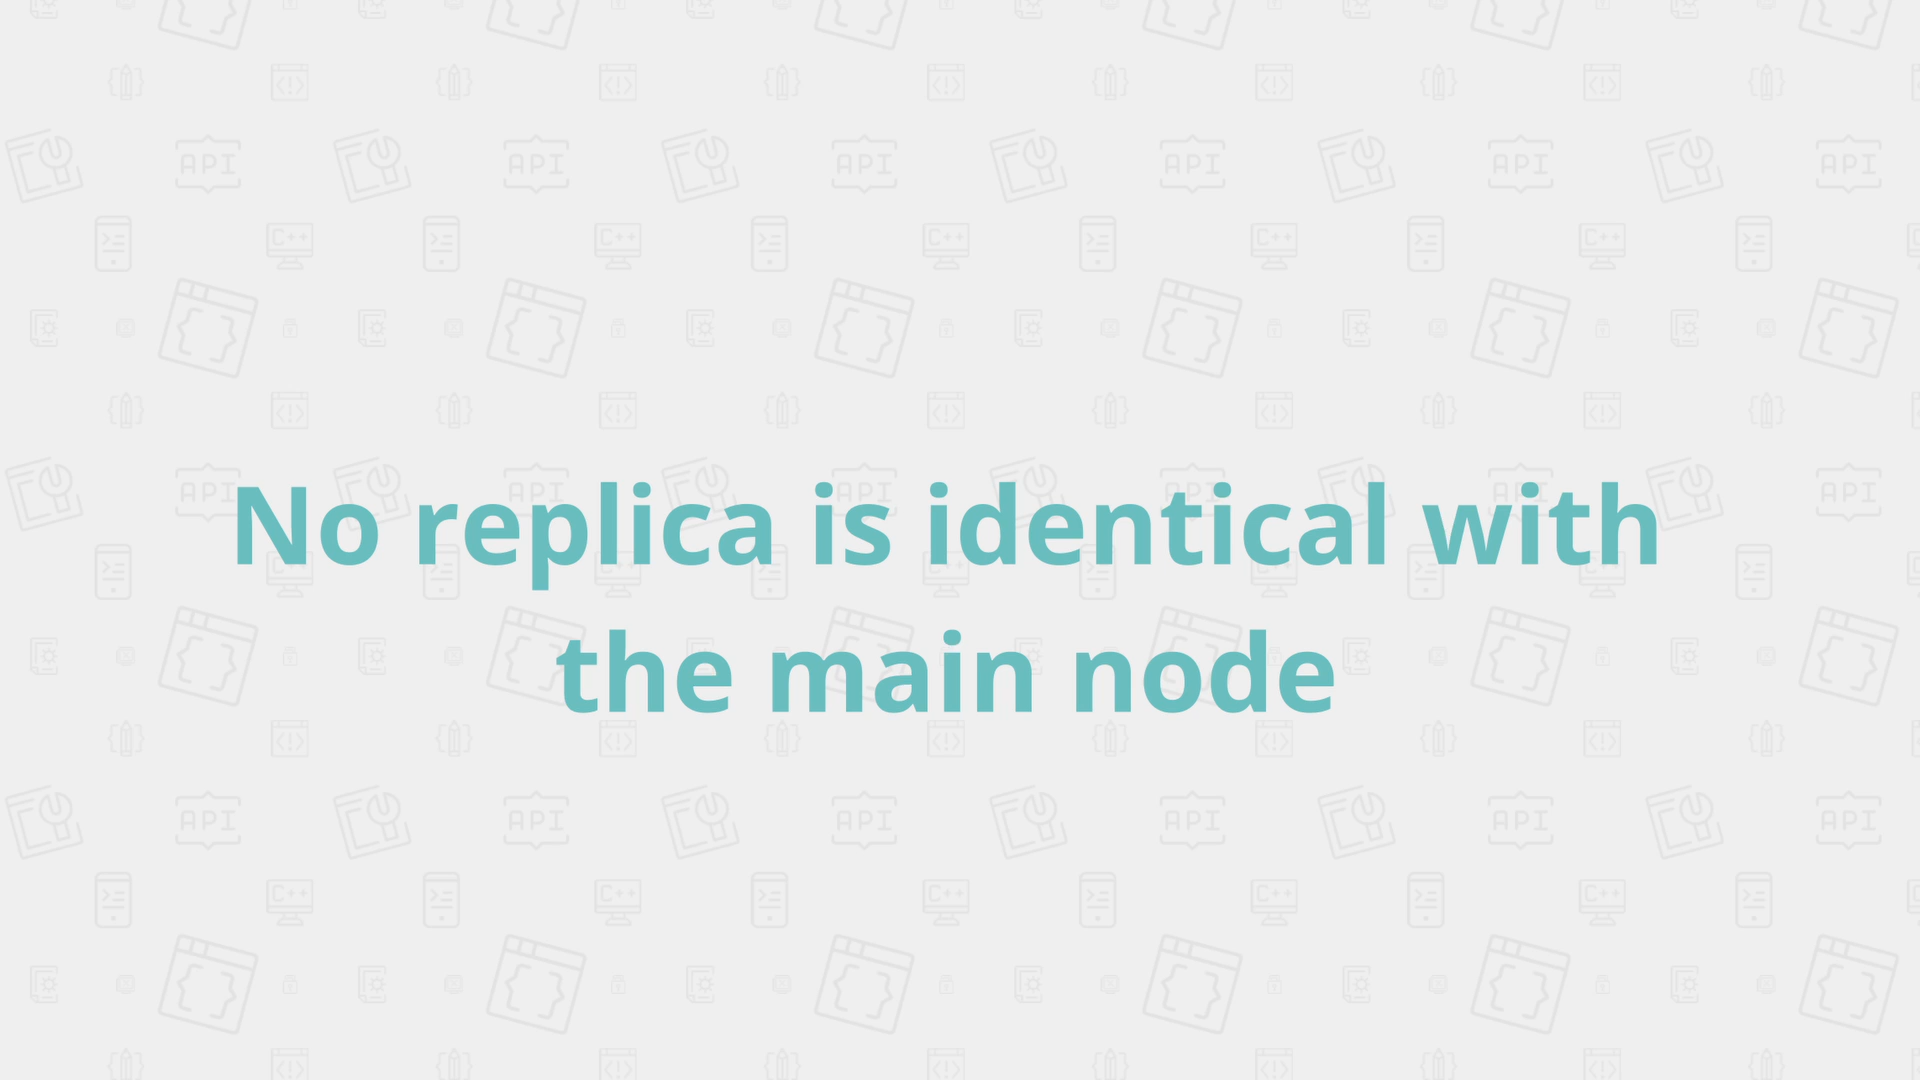 No replica is identical with
the main node